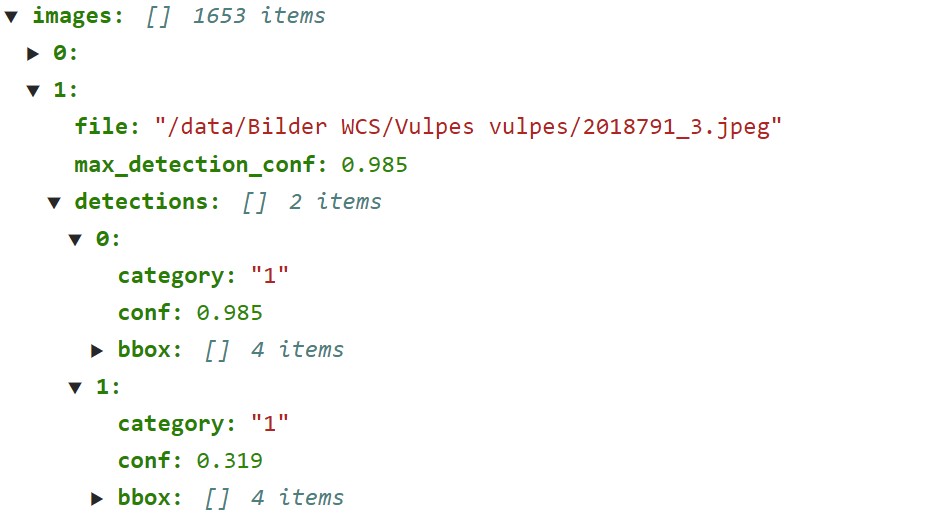 ▼ images: [] 1653 items
▶ 0:
▼ 1:
file: "/data/Bilder WCS/Vulpes vulpes/2018791_3.jpeg"
max_detection_conf: 0.985
▼ detections: [] 2 items
▼ 0:
category: "1"
conf: 0.985
▶ bbox: [] 4 items
▼ 1:
category: "1"
conf: 0.319
▶ bbox: [] 4 items